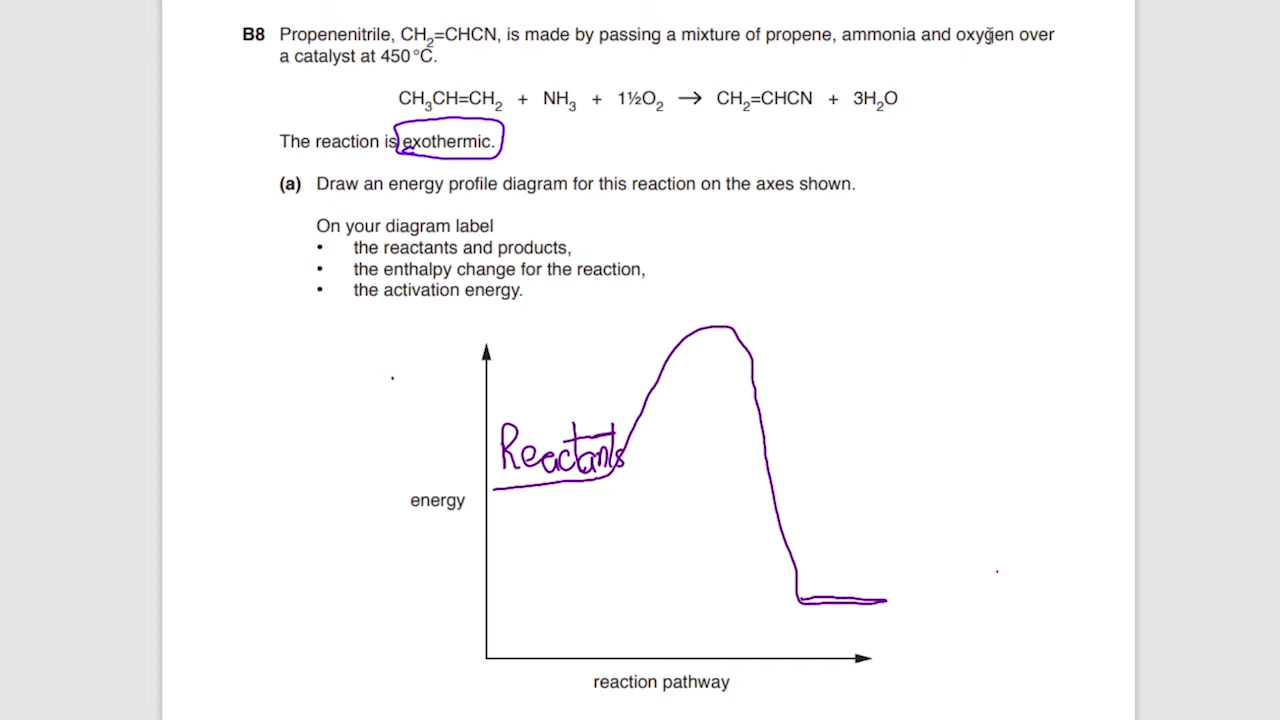 B8 Propenenitrile, CH₂=CHCN, is made by passing a mixture of propene, ammonia and oxygen over
a catalyst at 450 °C.
CH₃CH=CH₂ + NH₃ + 1½O₂ → CH₂=CHCN + 3H₂O
The reaction is exothermic.
(a) Draw an energy profile diagram for this reaction on the axes shown.
On your diagram label
• the reactants and products,
• the enthalpy change for the reaction,
• the activation energy.
Reactants
energy
reaction pathway